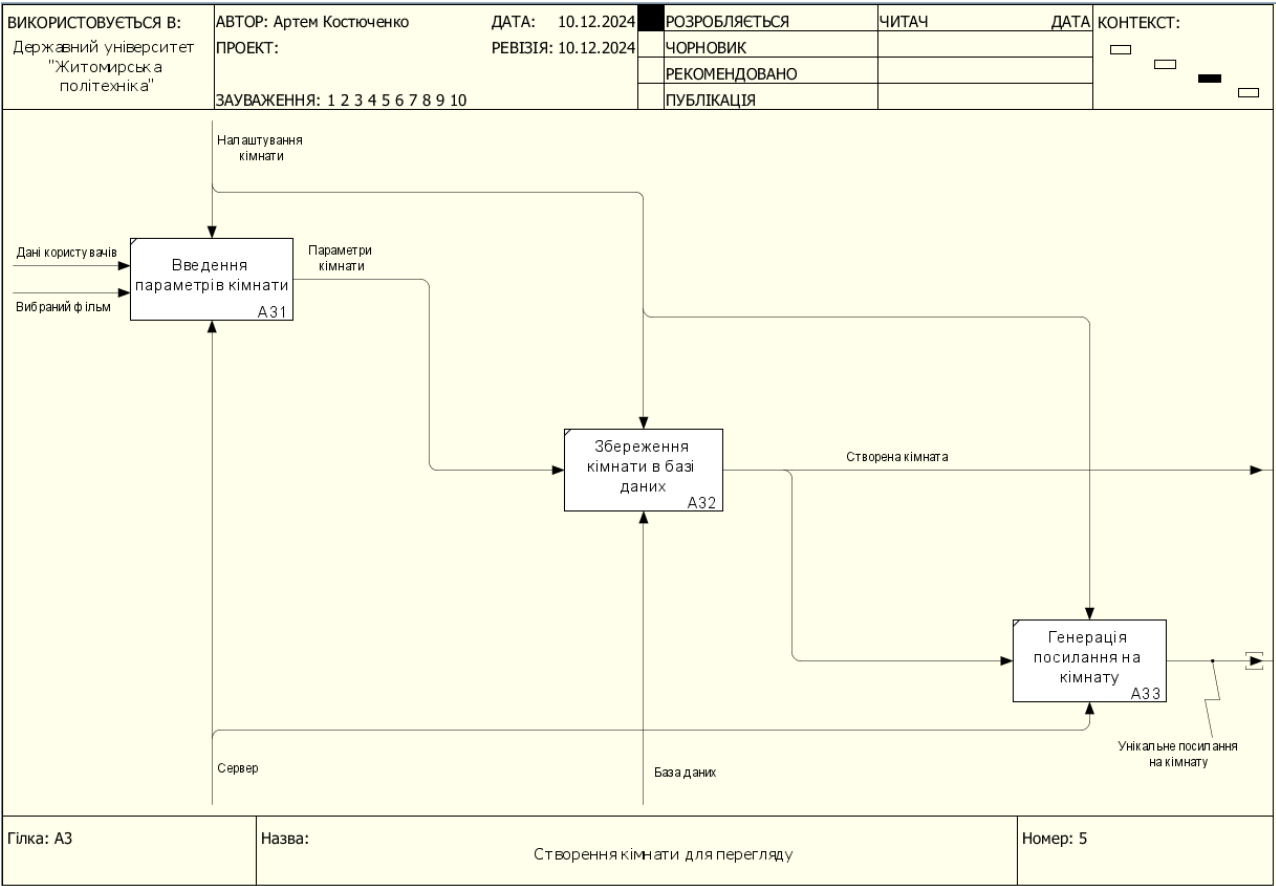 ВИКОРИСТОВУЄТЬСЯ В:
Державний університет
"Житомирська
політехніка"
АВТОР: Артем Костюченко
ДАТА: 10.12.2024
ПРОЕКТ:
РЕВІЗІЯ: 10.12.2024
ЗАУВАЖЕННЯ: 1 2 3 4 5 6 7 8 9 10
РОЗРОБЛЯЄТЬСЯ
ЧОРНОВИК
РЕКОМЕНДОВАНО
ПУБЛІКАЦІЯ
ЧИТАЧ
ДАТА
КОНТЕКСТ:
Налаштування
кімнати
Дані користувачів
Вибраний фільм
Введення
параметрів кімнати
A31
Параметри
кімнати
Збереження
кімнати в базі
даних
A32
Створена кімната
Генерація
посилання на
кімнату
A33
Унікальне посилання
на кімнату
Сервер
База даних
Гілка: A3
Назва:
Створення кімнати для перегляду
Номер: 5